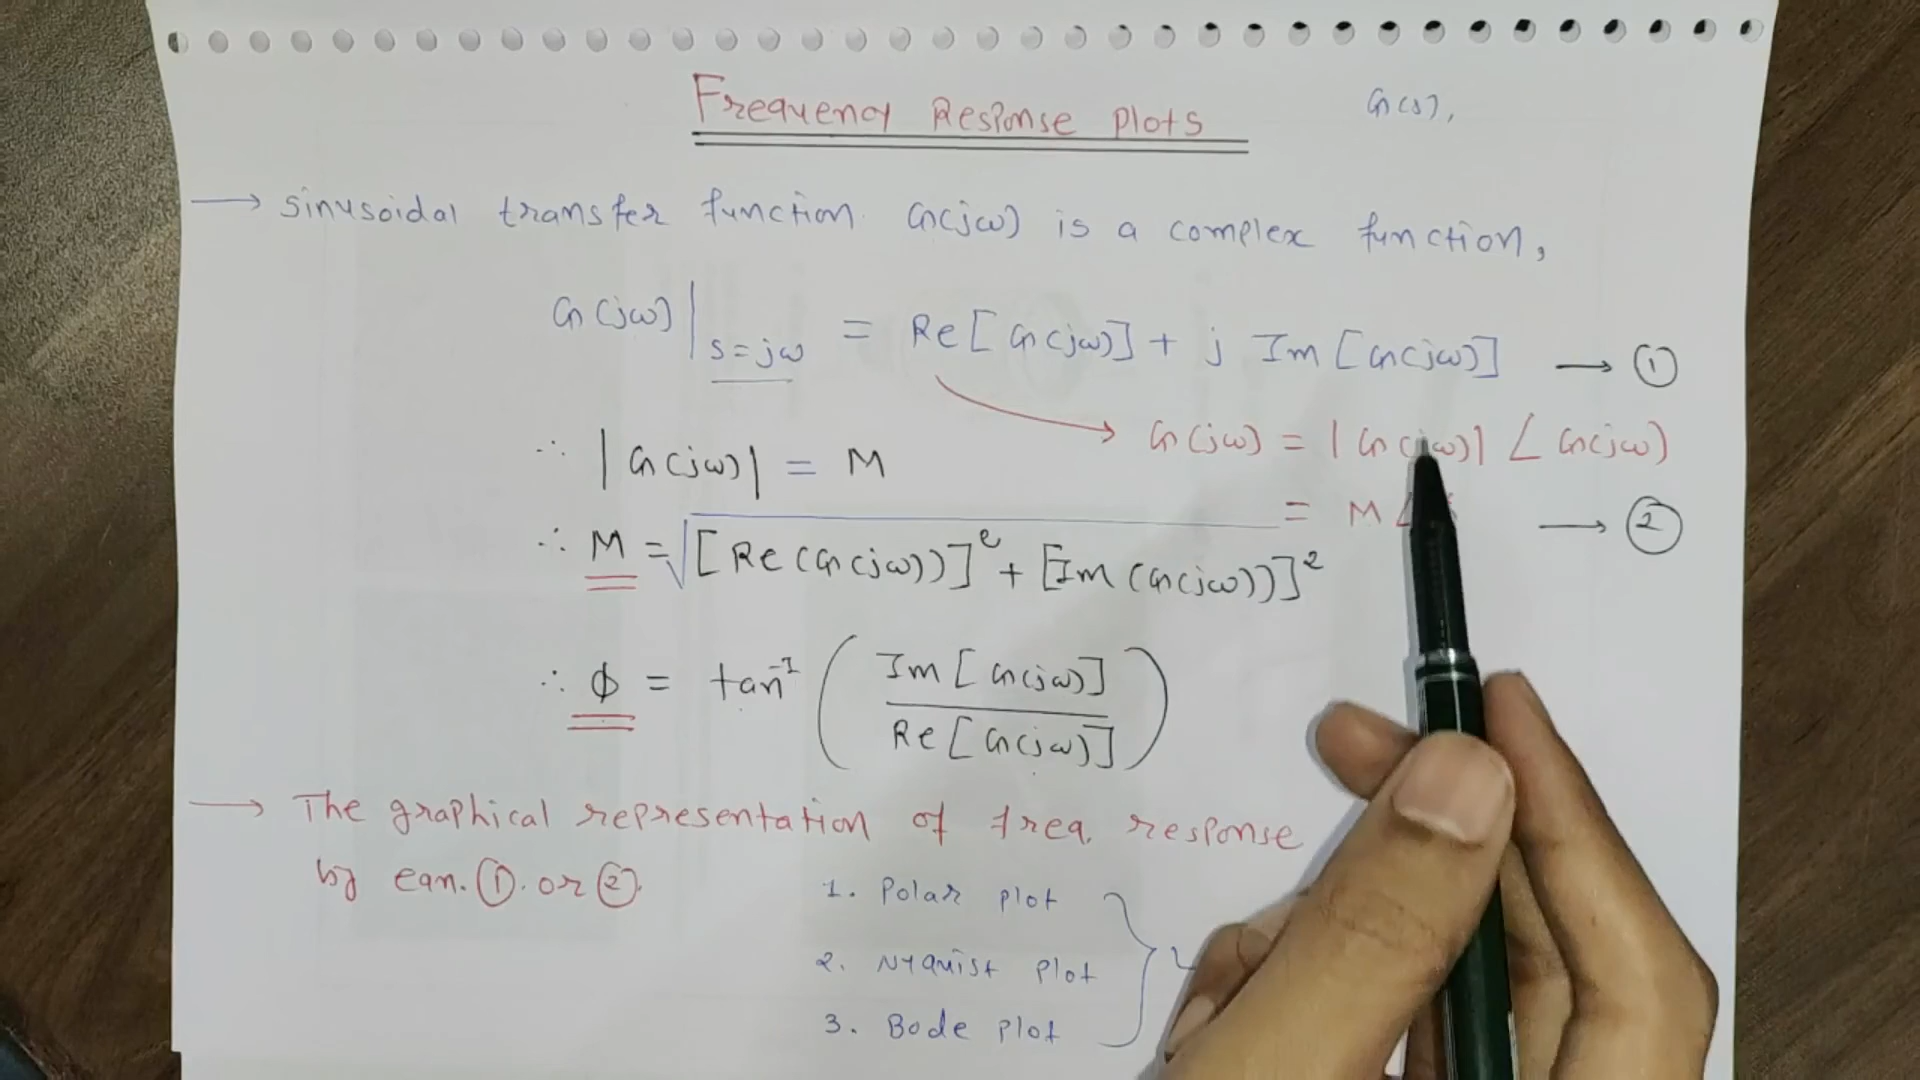 Frequency Response Plots
G(s),
→ sinusoidal transfer function G(jω) is a complex function,
G(jω)|s=jω = Re[G(jω)] + j Im[G(jω)] → ①
G(jω) = |G(jω)| ∠G(jω)
∴ |G(jω)| = M
= M∠ → ②
∴ M = √[Re(G(jω))]² + [Im(G(jω))]²
∴ ϕ = tan⁻¹ (Im[G(jω)] / Re[G(jω)])
→ The graphical representation of freq. response
by eqn. ① or ②.
1. Polar plot
2. Nyquist plot
3. Bode plot